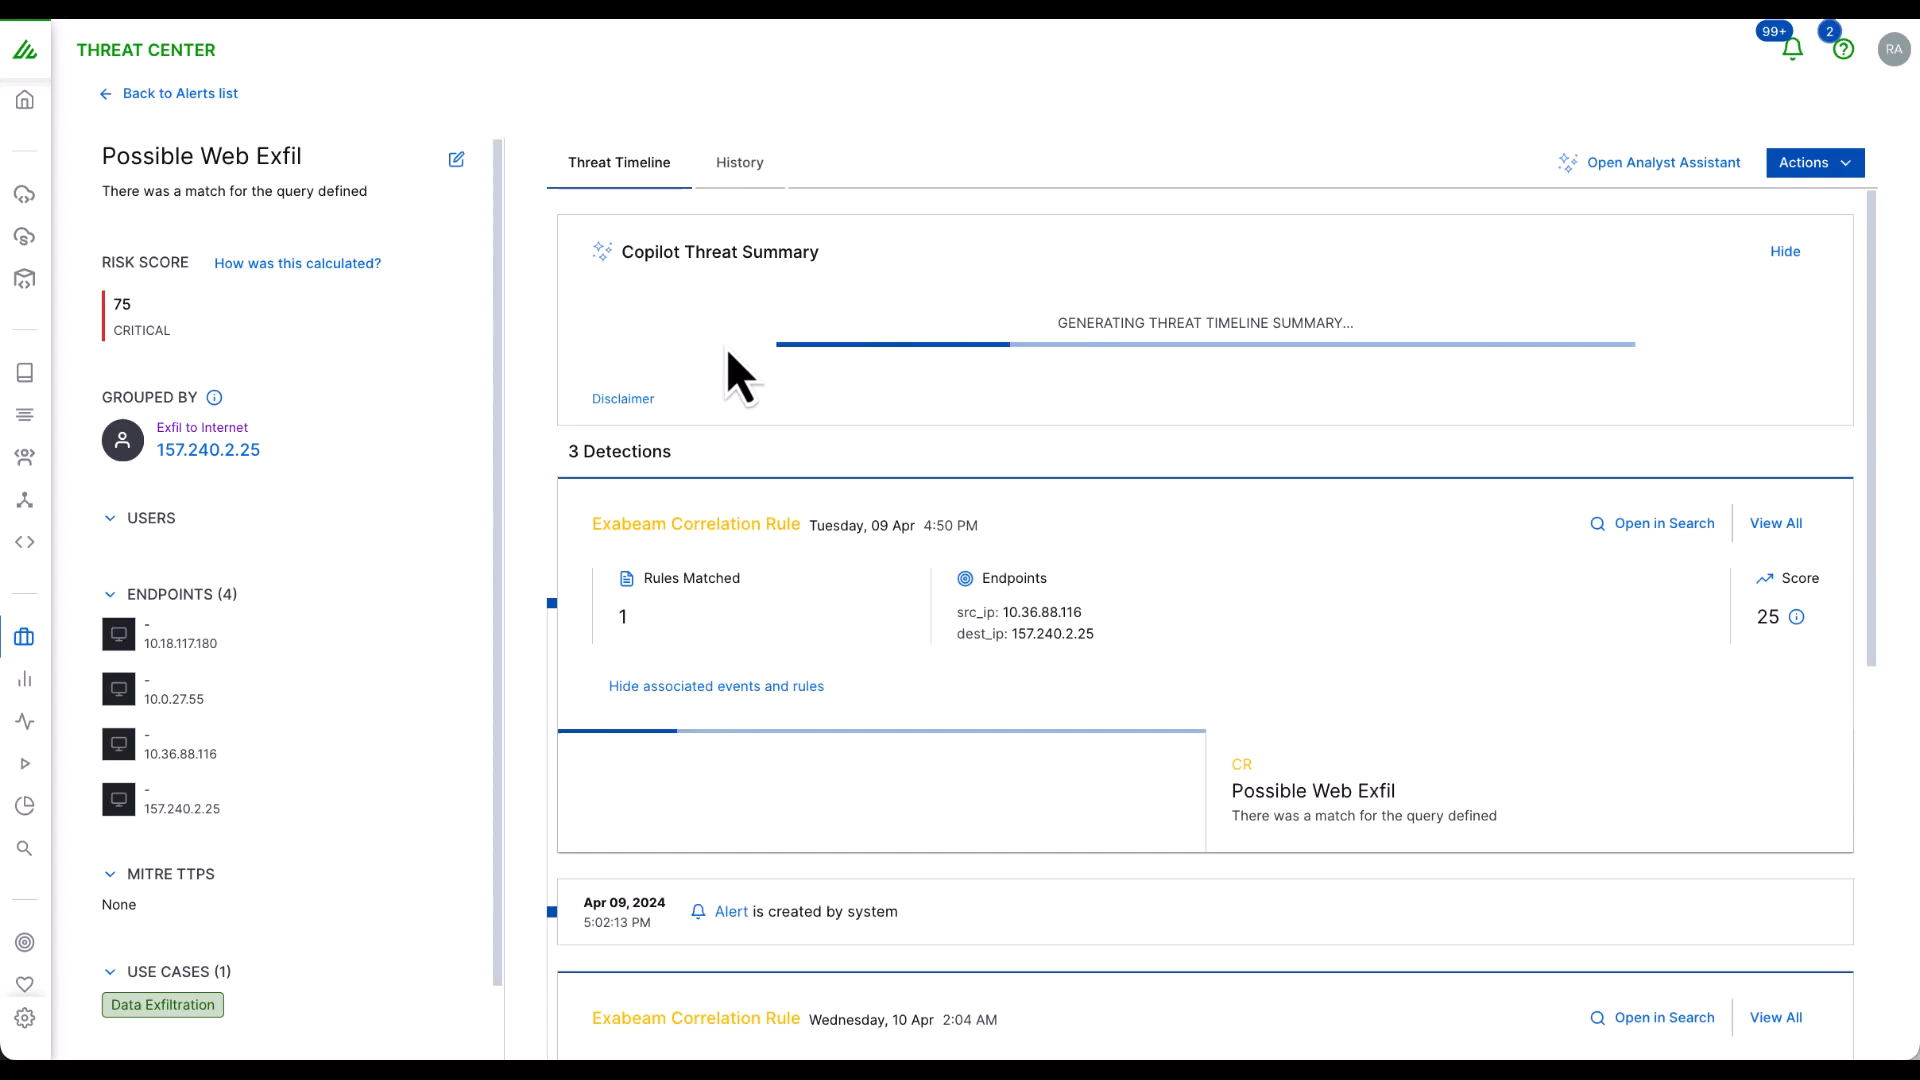 THREAT CENTER
99+
2
RA
Back to Alerts list
Possible Web Exfil
There was a match for the query defined
RISK SCORE How was this calculated?
75
CRITICAL
GROUPED BY
Exfil to Internet
157.240.2.25
USERS
ENDPOINTS (4)
-
10.18.117.180
-
10.0.27.55
-
10.36.88.116
-
157.240.2.25
MITRE TTPS
None
USE CASES (1)
Data Exfiltration
Threat Timeline History Open Analyst Assistant Actions
Copilot Threat Summary Hide
GENERATING THREAT TIMELINE SUMMARY...
Disclaimer
3 Detections
Exabeam Correlation Rule Tuesday, 09 Apr 4:50 PM Open in Search View All
Rules Matched
1
Endpoints
src_ip: 10.36.88.116
dest_ip: 157.240.2.25
Score
25
Hide associated events and rules
CR
Possible Web Exfil
There was a match for the query defined
Apr 09, 2024
5:02:13 PM
Alert is created by system
Exabeam Correlation Rule Wednesday, 10 Apr 2:04 AM Open in Search View All